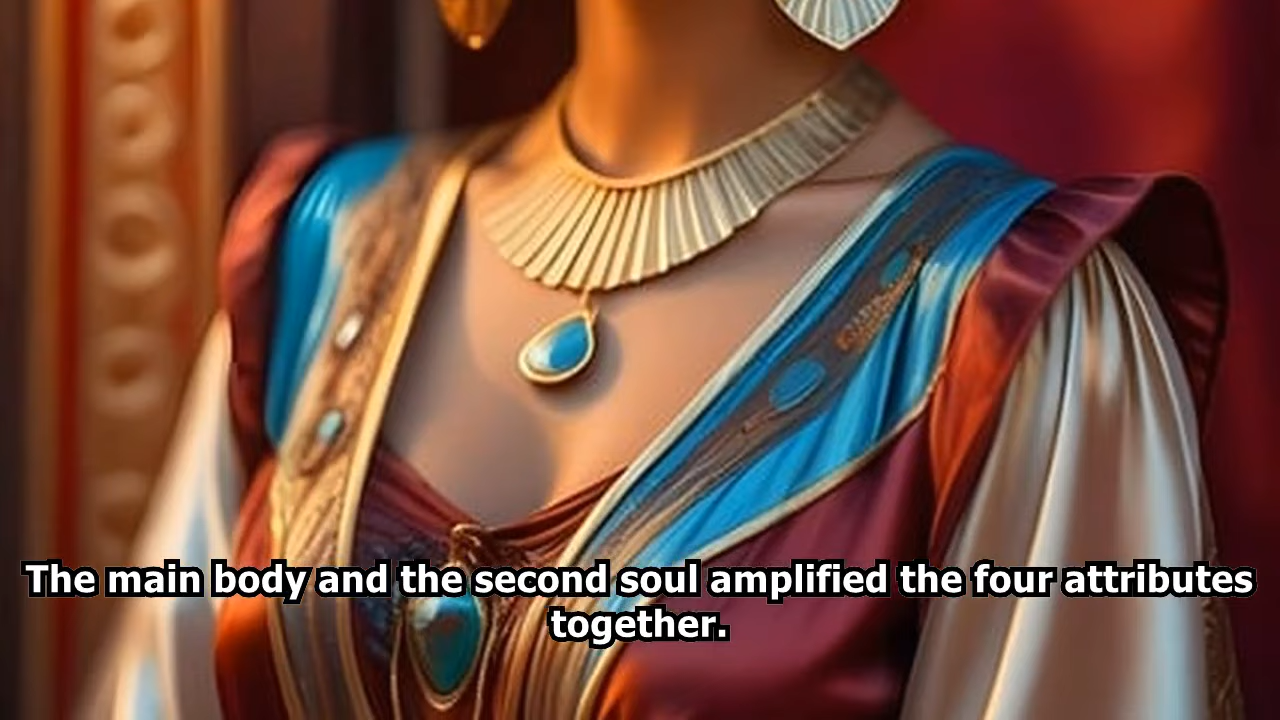 The main body and the second soul amplified the four attributes
together.